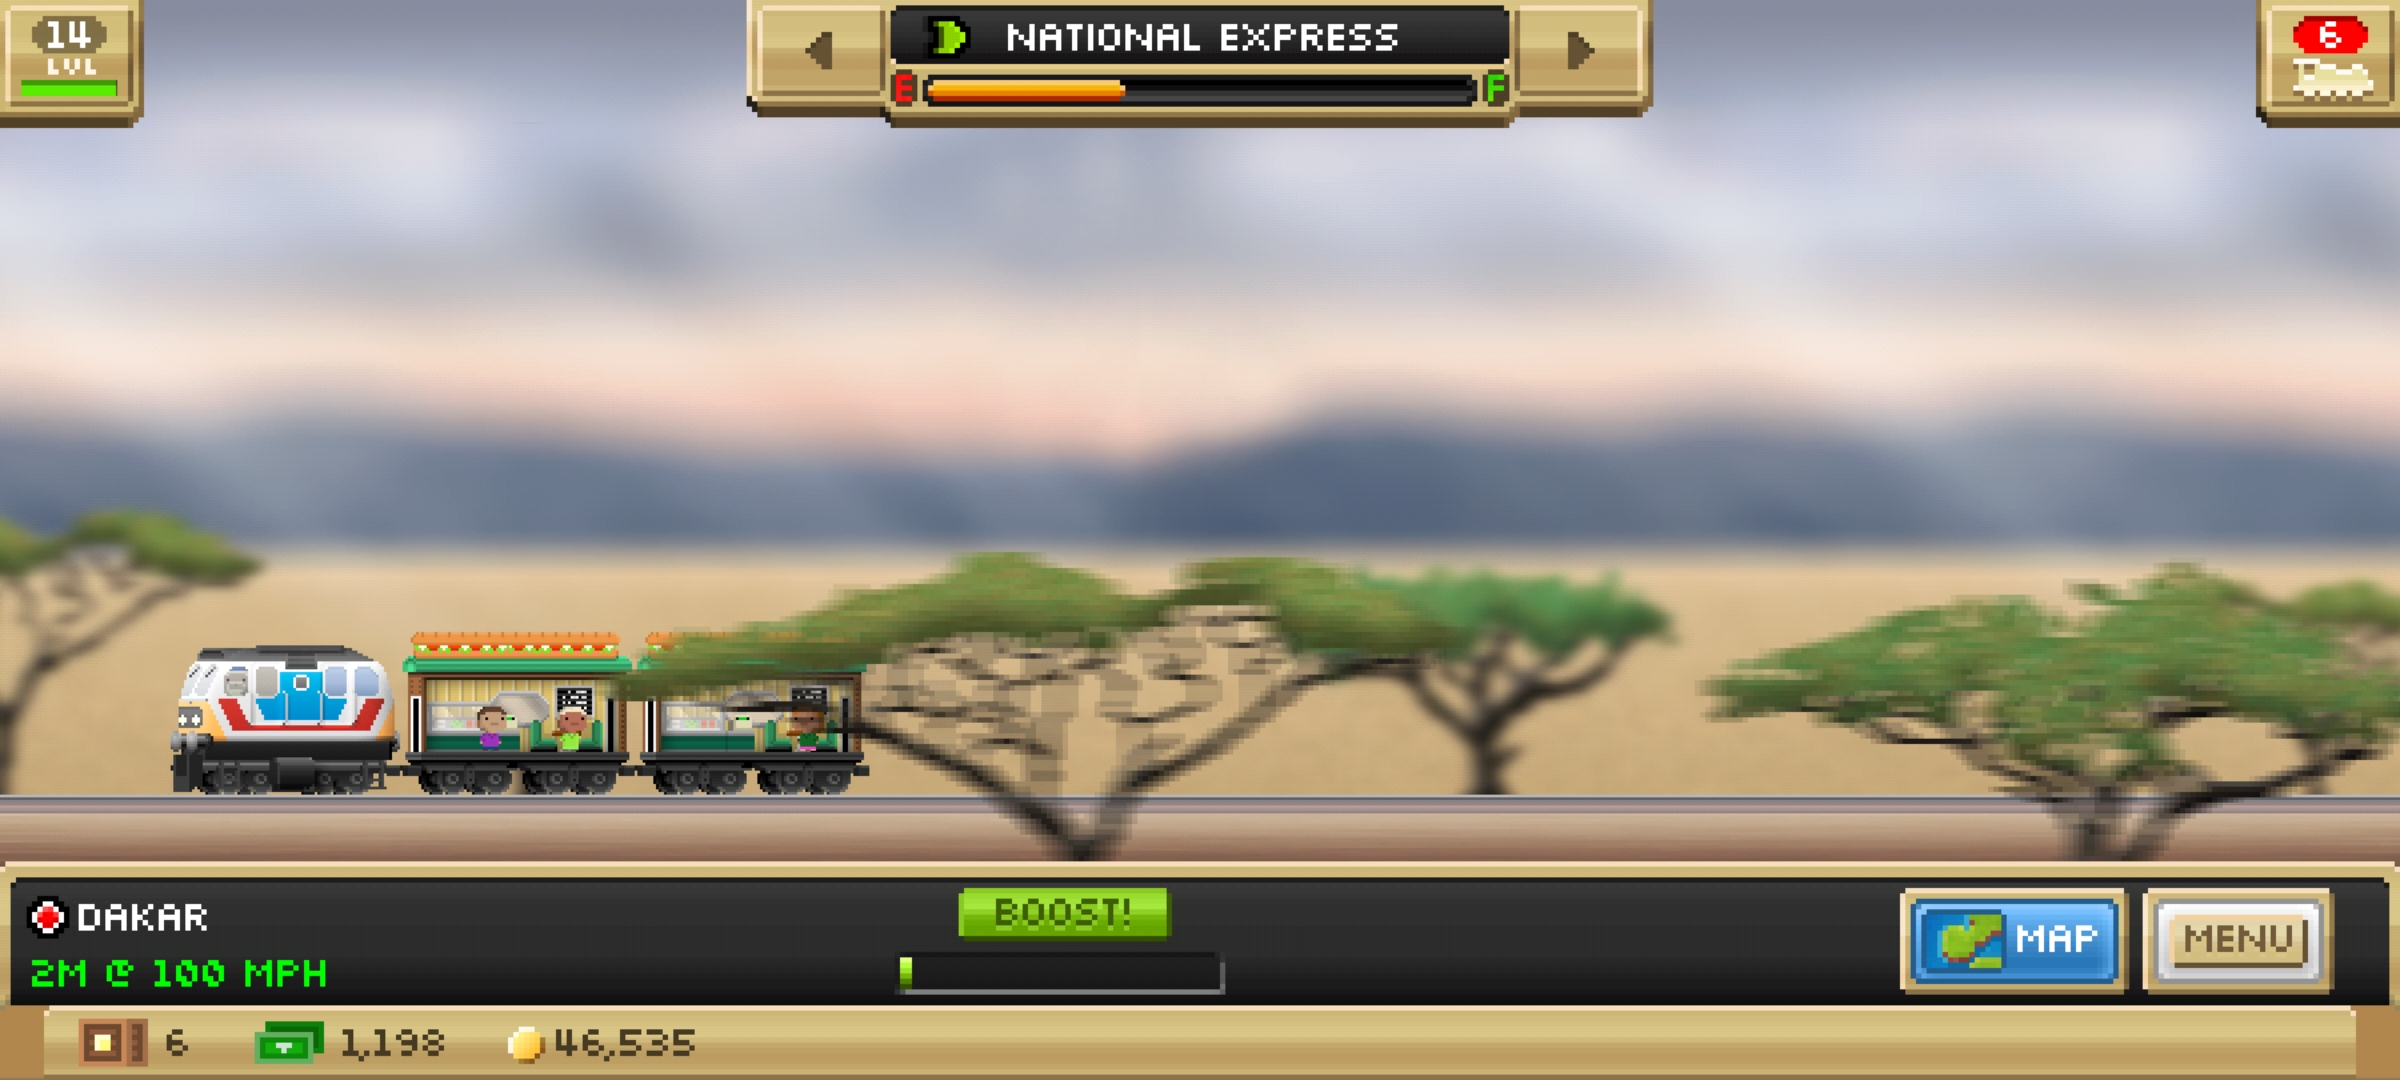 14
LVL
NATIONAL EXPRESS
E F
6
DAKAR
2M @ 100 MPH
BOOST!
MAP
MENU
6
1,198
46,535